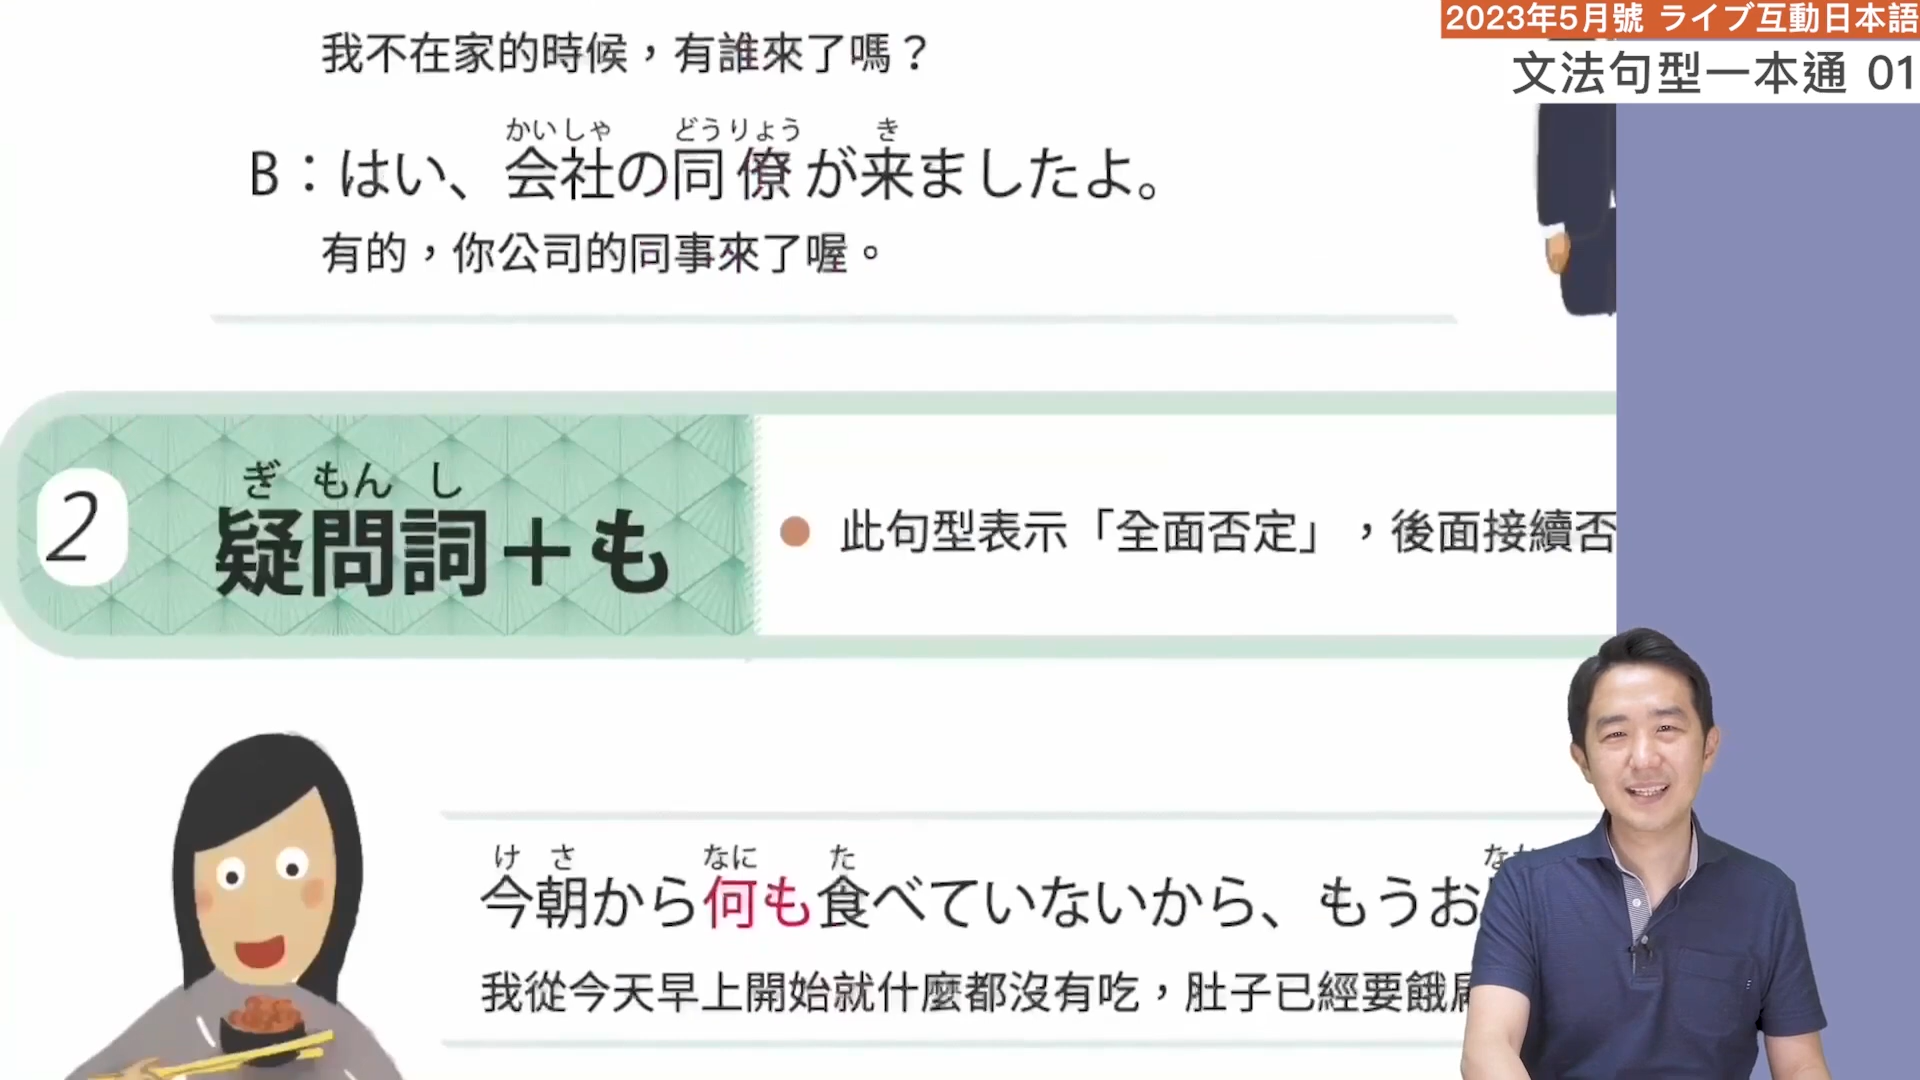 2023年5月號 ライブ互動日本語
文法句型一本通 01
我不在家的時候，有誰來了嗎？
かいしゃ どうりょう き
B：はい、会社の同僚が来ましたよ。
有的，你公司的同事來了喔。
2
ぎ もん し
疑問詞＋も
●此句型表示「全面否定」，後面接續否
け さ なに た
今朝から何も食べていないから、もうお
我從今天早上開始就什麼都沒有吃，肚子已經要餓